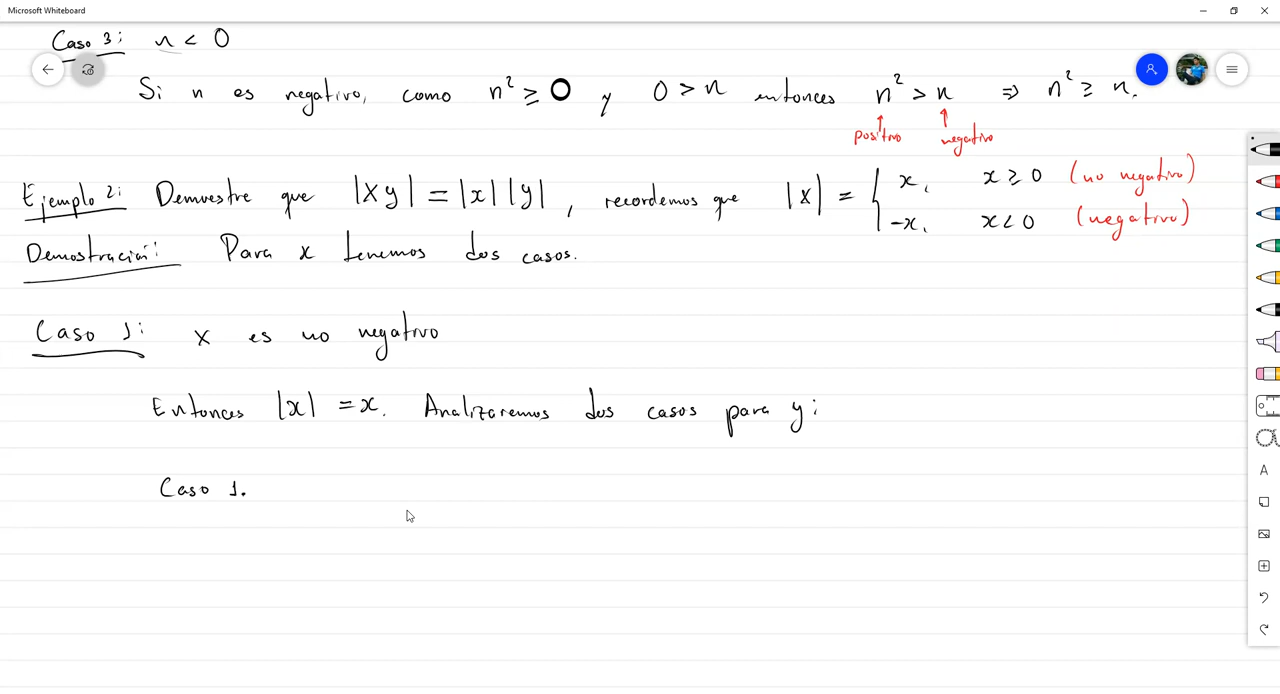 Microsoft Whiteboard
Caso 3: n < 0
Si n es negativo, como n² ≥ 0 y 0 > n entonces n² > n ⇒ n² ≥ n.
positivo negativo
Ejemplo 2: Demuestre que |xy| = |x||y|, recordemos que |x| = { x, x ≥ 0 (no negativo)
-x, x < 0 (negativo)
Demostración: Para x tenemos dos casos.
Caso 1: x es no negativo
Entonces |x| = x. Analizaremos dos casos para y:
Caso 1.
A